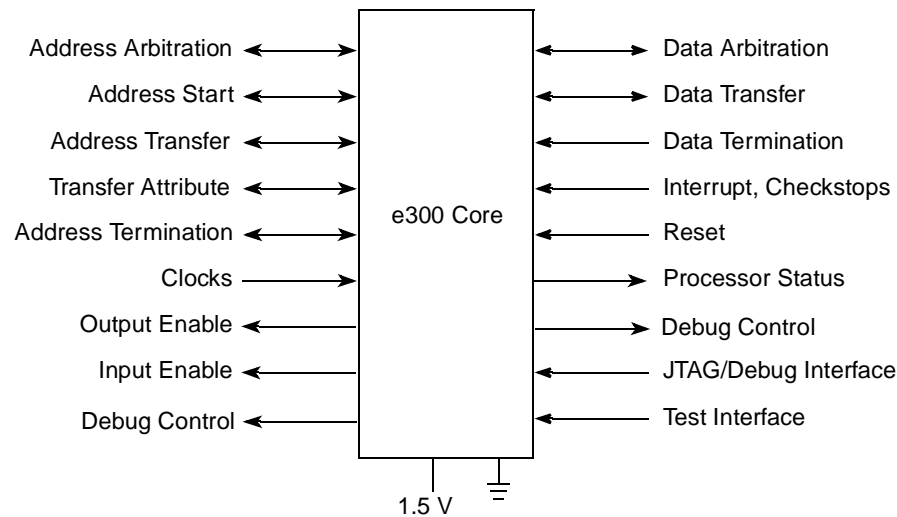 Address Arbitration
Address Start
Address Transfer
Transfer Attribute
Address Termination
Clocks
Output Enable
Input Enable
Debug Control
e300 Core
Data Arbitration
Data Transfer
Data Termination
Interrupt, Checkstops
Reset
Processor Status
Debug Control
JTAG/Debug Interface
Test Interface
1.5 V